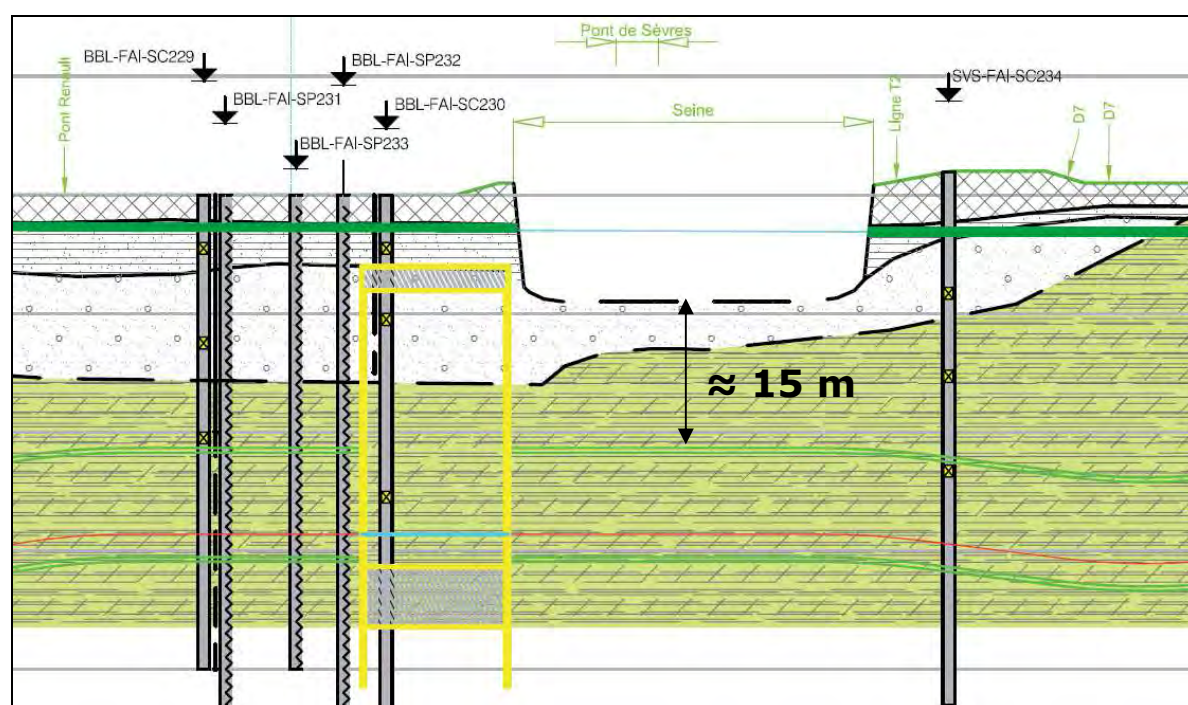 Pont de Sèvres
BBL-FAI-SC229
BBL-FAI-SP232
SVS-FAI-SC234
BBL-FAI-SP231
BBL-FAI-SC230
Seine
Pont Renault
Ligne T2
D7
D7
BBL-FAI-SP233
≈ 15 m